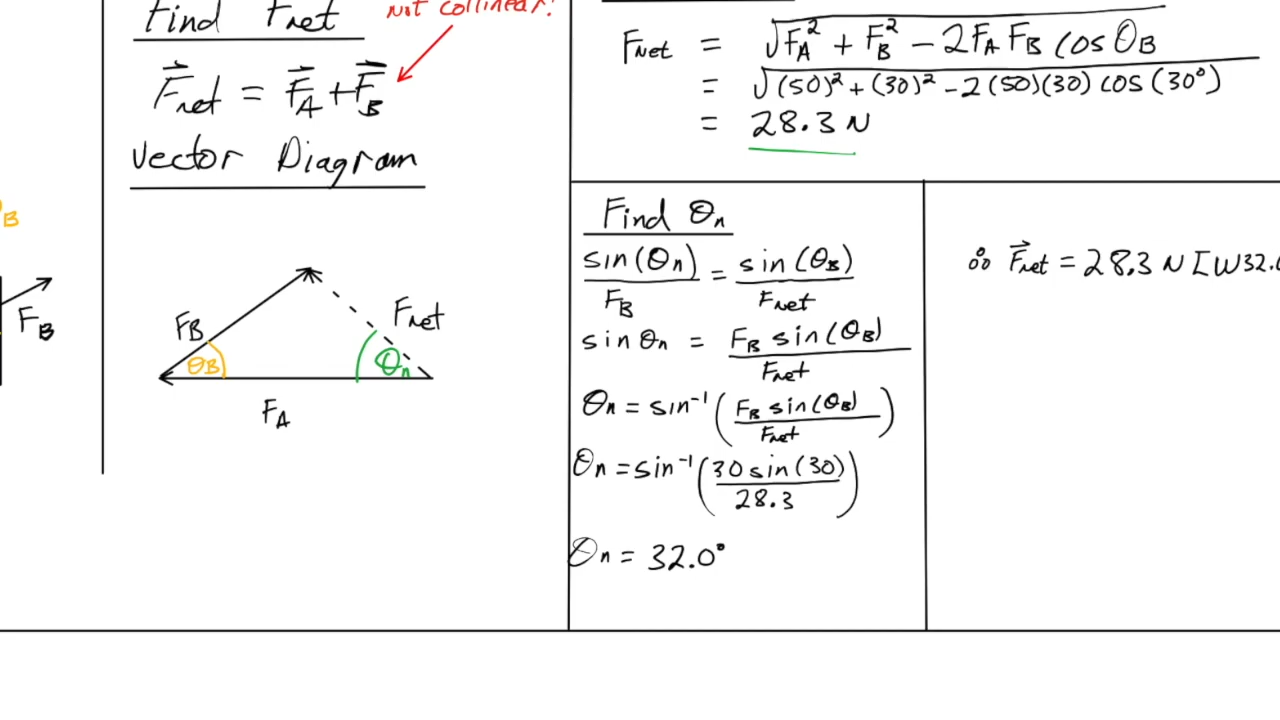 Find Fnet
not collinear!
F⃗net = F⃗A + F⃗B
Vector Diagram
B
FB
FB
θB
Fnet
θn
FA
Fnet = √FA² + FB² - 2FA FB cos θB
= √(50)² + (30)² - 2(50)(30) cos(30°)
= 28.3 N
Find θn
sin(θn)/FB = sin(θB)/Fnet
sin θn = FB sin(θB)/Fnet
θn = sin⁻¹(FB sin(θB)/Fnet)
θn = sin⁻¹(30 sin(30)/28.3)
θn = 32.0°
∴ F⃗net = 28.3 N [W32.0